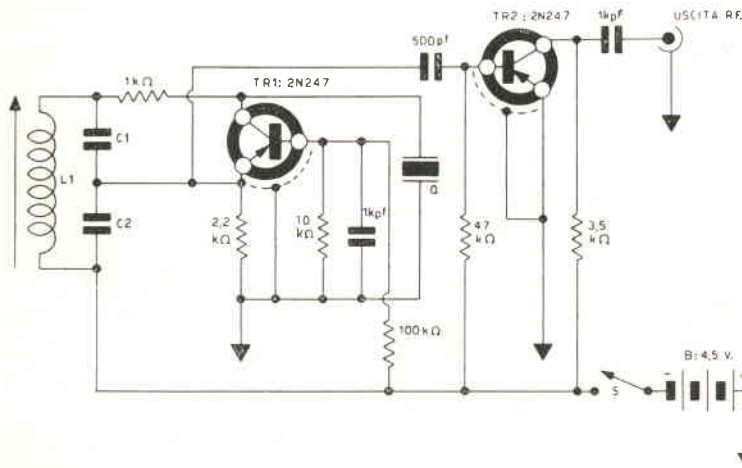 TR2: 2N247
1kpF
USCITA RF.
500pf
1kΩ
TR1: 2N247
C1
L1
C2
2,2 kΩ
10 kΩ
1kpf
Q
47 kΩ
3,5 kΩ
100kΩ
B: 4,5 V.
S